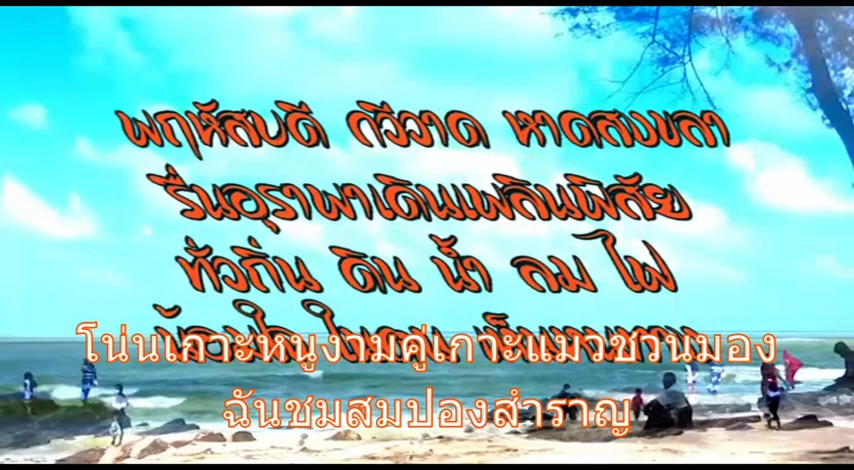 พฤหัสบดี กวีวาด หาดสงขลา
รื่นอุราพาเดินเพลินพิสัย
ทั่วถิ่น ดิน น้ำ ลม ไฟ
โน่นเกาะหนูงามคู่เกาะแมวชวนมอง
ฉันชมสมปองสำราญ